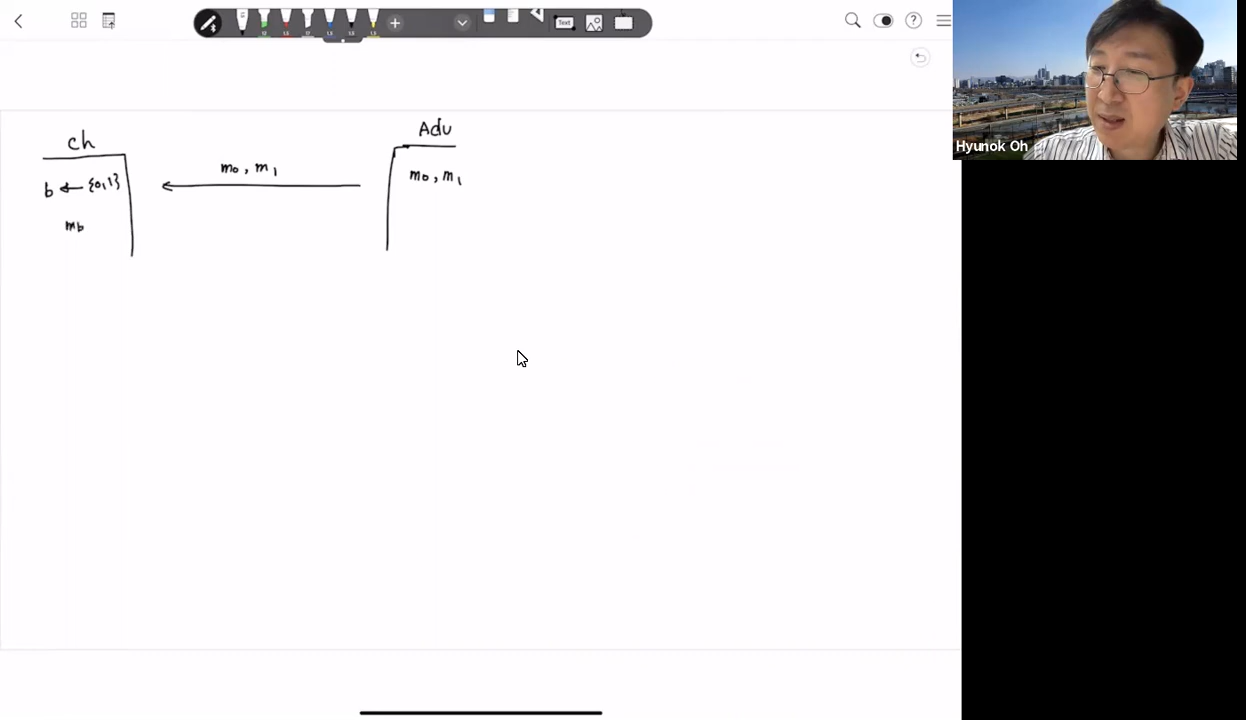 Text
Hyunok Oh
ch
Adv
b ← {0,1}
m₀, m₁
m₀, m₁
m_b